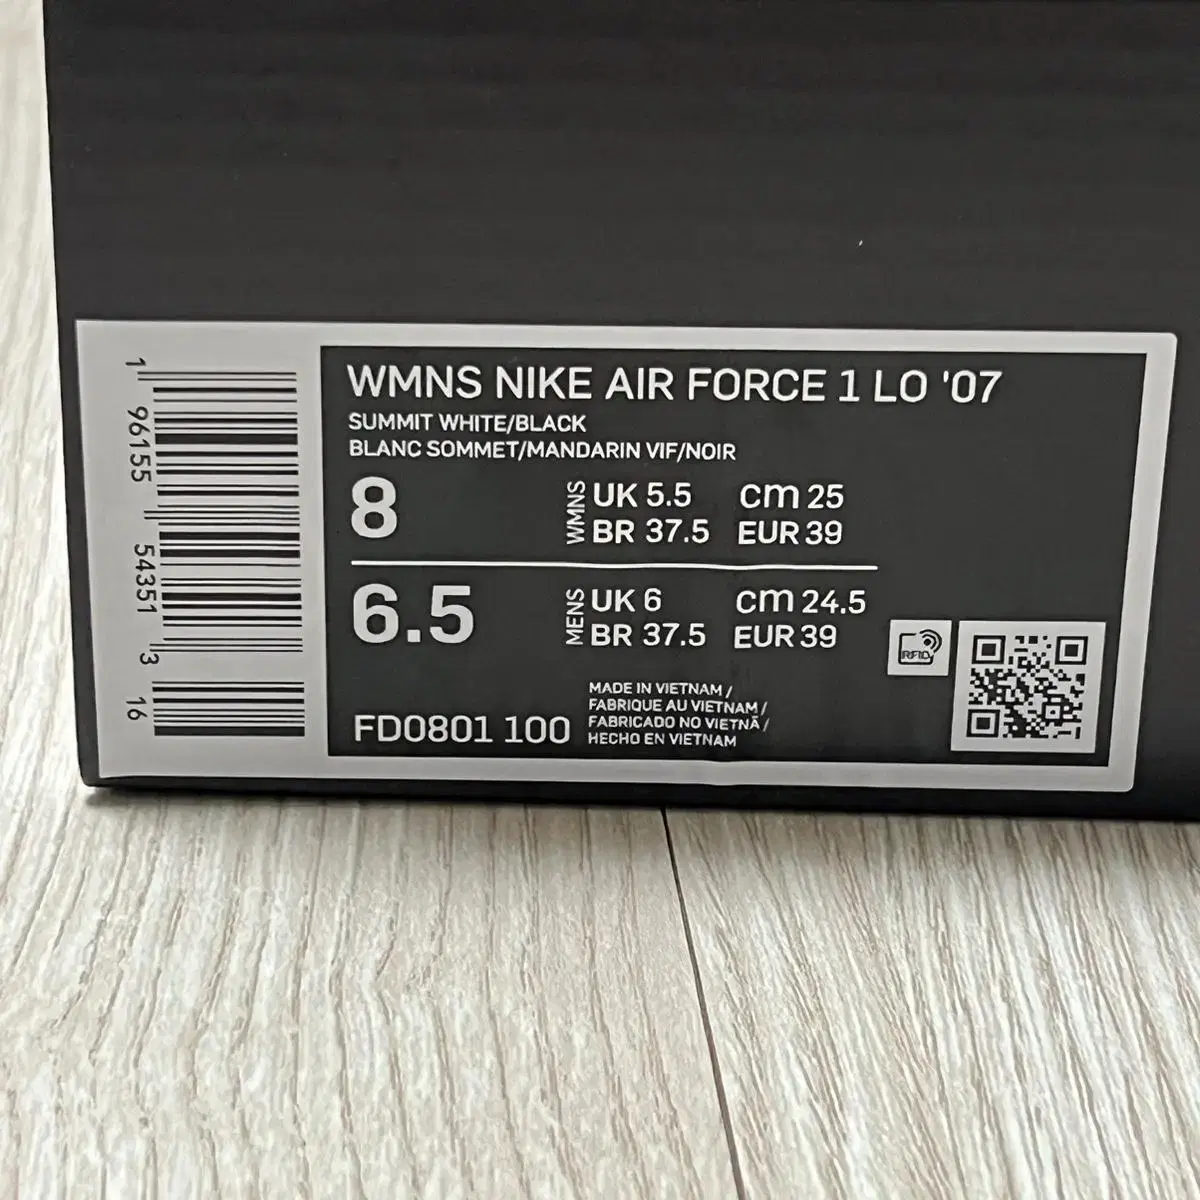 WMNS NIKE AIR FORCE 1 LO '07
SUMMIT WHITE/BLACK
BLANC SOMMET/MANDARIN VIF/NOIR
8 WMNS UK 5.5 cm 25
BR 37.5 EUR 39
6.5 MENS UK 6 cm 24.5
BR 37.5 EUR 39
MADE IN VIETNAM /
FABRIQUE AU VIETNAM /
FABRICADO NO VIETNÃ /
HECHO EN VIETNAM
FD0801 100
RFID
1 96155 54351 3 16